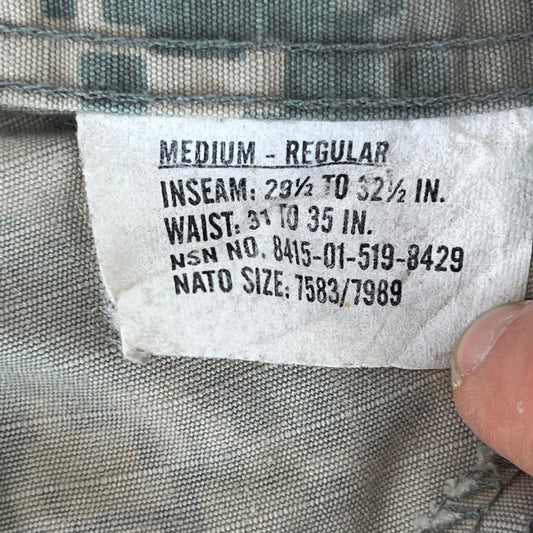 MEDIUM - REGULAR
INSEAM: 29½ TO 32½ IN.
WAIST: 31 TO 35 IN.
NSN NO. 8415-01-519-8429
NATO SIZE: 7583/7989